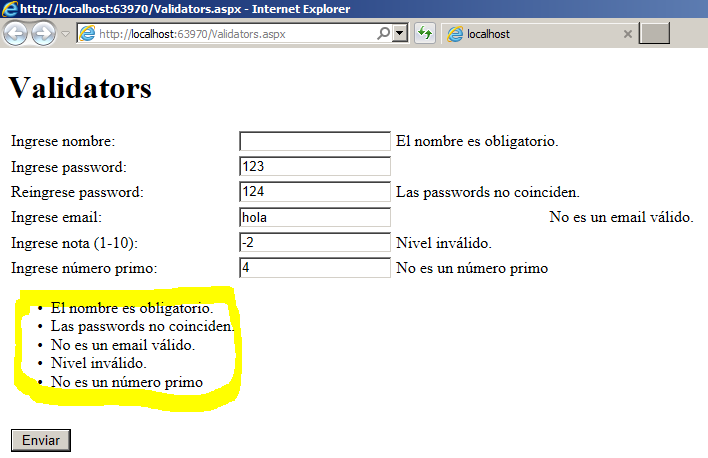 http://localhost:63970/Validators.aspx - Internet Explorer
http://localhost:63970/Validators.aspx
localhost
Validators
Ingrese nombre: El nombre es obligatorio.
Ingrese password: 123
Reingrese password: 124 Las passwords no coinciden.
Ingrese email: hola No es un email válido.
Ingrese nota (1-10): -2 Nivel inválido.
Ingrese número primo: 4 No es un número primo
• El nombre es obligatorio.
• Las passwords no coinciden.
• No es un email válido.
• Nivel inválido.
• No es un número primo
Enviar